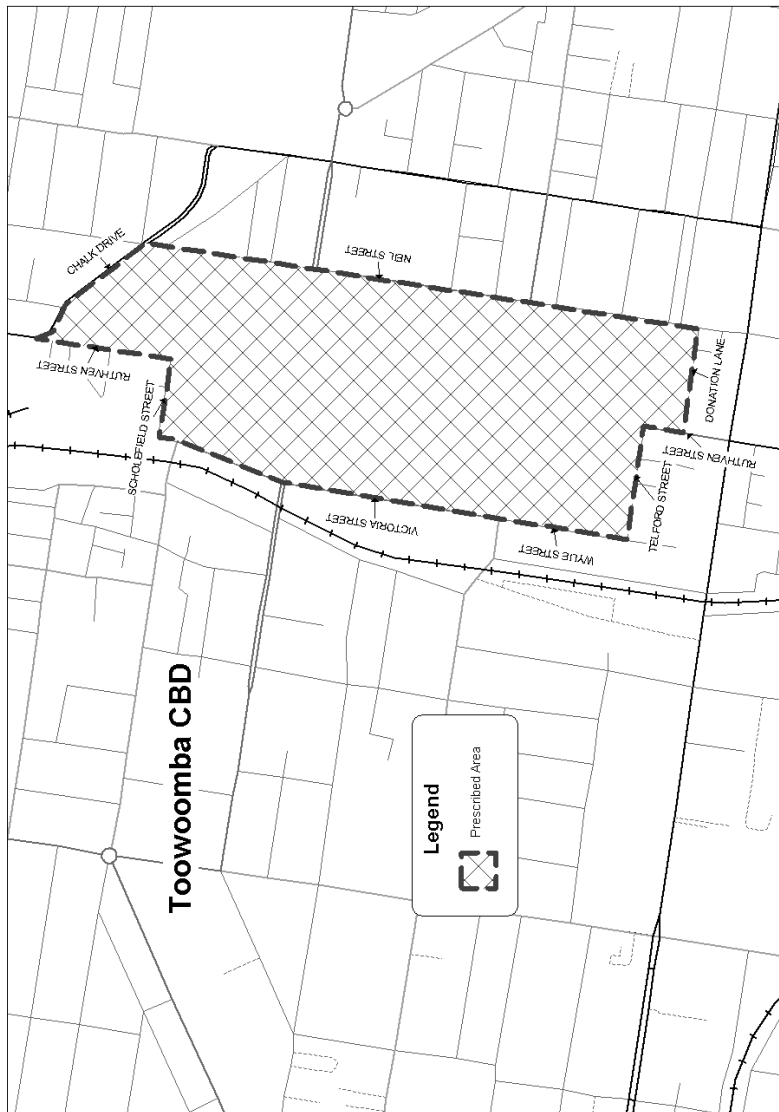 CHALK DRIVE
RUTHVEN STREET
SCHOLEFIELD STREET
NEIL STREET
VICTORIA STREET
WYLIE STREET
TELFORD STREET
RUTHVEN STREET
DONATION LANE
Toowoomba CBD
Legend
Prescribed Area